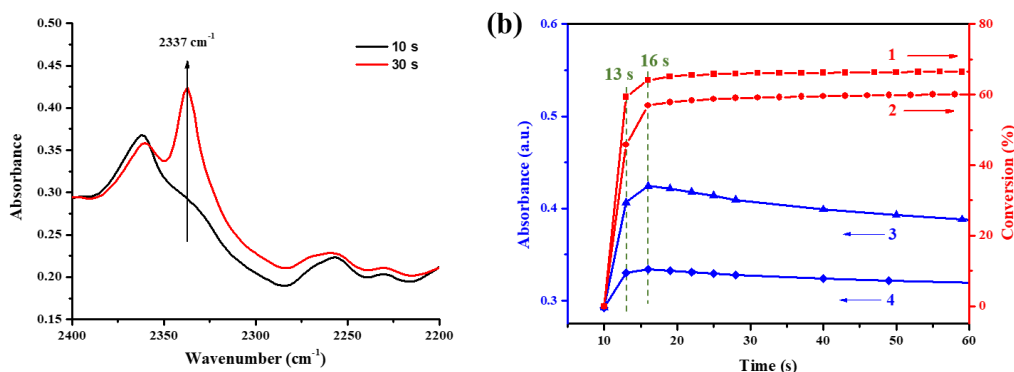 0.50
0.45
0.40
0.35
0.30
0.25
0.20
0.15
Absorbance
2337 cm⁻¹
10 s
30 s
2400
2350
2300
2250
2200
Wavenumber (cm⁻¹)
(b)
0.6
0.5
0.4
0.3
Absorbance (a.u.)
13 s
16 s
1
2
3
4
80
60
40
20
0
Conversion (%)
10
20
30
40
50
60
Time (s)